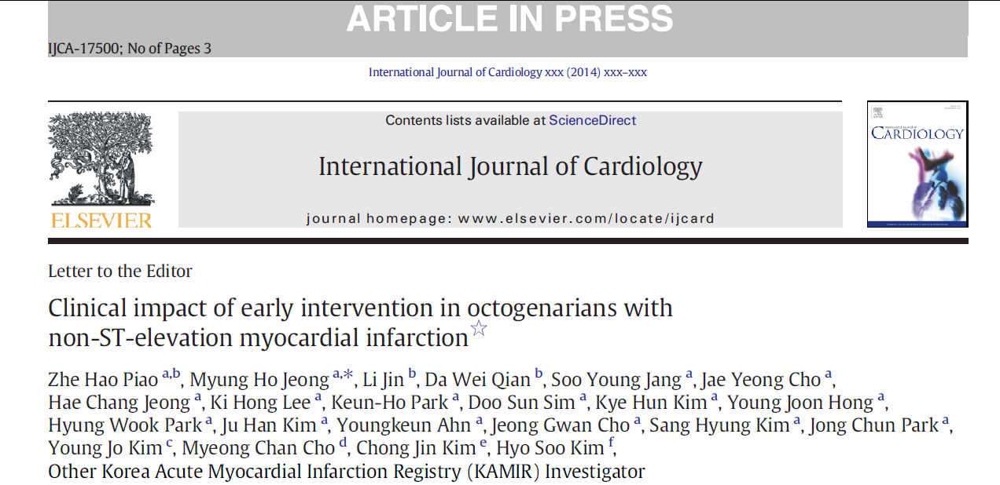 ARTICLE IN PRESS
IJCA-17500; No of Pages 3
International Journal of Cardiology xxx (2014) xxx–xxx
Contents lists available at ScienceDirect
International Journal of Cardiology
journal homepage: www.elsevier.com/locate/ijcard
ELSEVIER
CARDIOLOGY
Letter to the Editor
Clinical impact of early intervention in octogenarians with
non-ST-elevation myocardial infarction☆
Zhe Hao Piao a,b, Myung Ho Jeong a,*, Li Jin b, Da Wei Qian b, Soo Young Jang a, Jae Yeong Cho a,
Hae Chang Jeong a, Ki Hong Lee a, Keun-Ho Park a, Doo Sun Sim a, Kye Hun Kim a, Young Joon Hong a,
Hyung Wook Park a, Ju Han Kim a, Youngkeun Ahn a, Jeong Gwan Cho a, Sang Hyung Kim a, Jong Chun Park a,
Young Jo Kim c, Myeong Chan Cho d, Chong Jin Kim e, Hyo Soo Kim f,
Other Korea Acute Myocardial Infarction Registry (KAMIR) Investigator